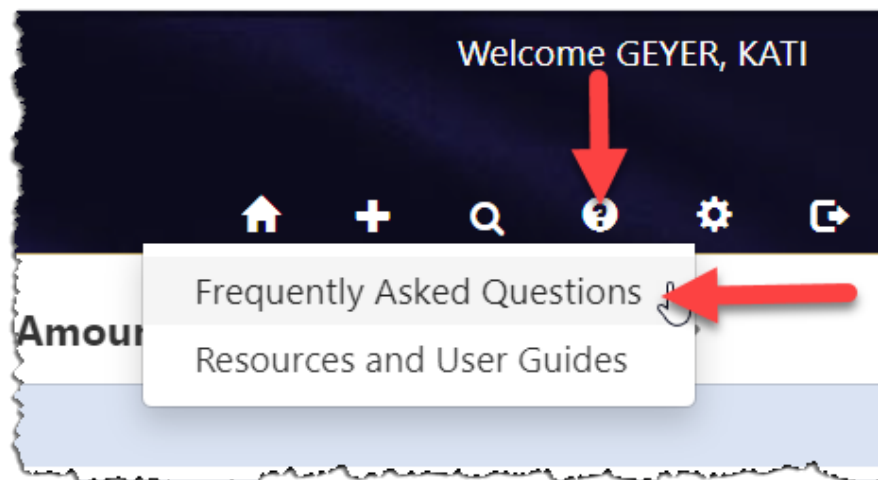 Welcome GEYER, KATI
Frequently Asked Questions
Amour
Resources and User Guides